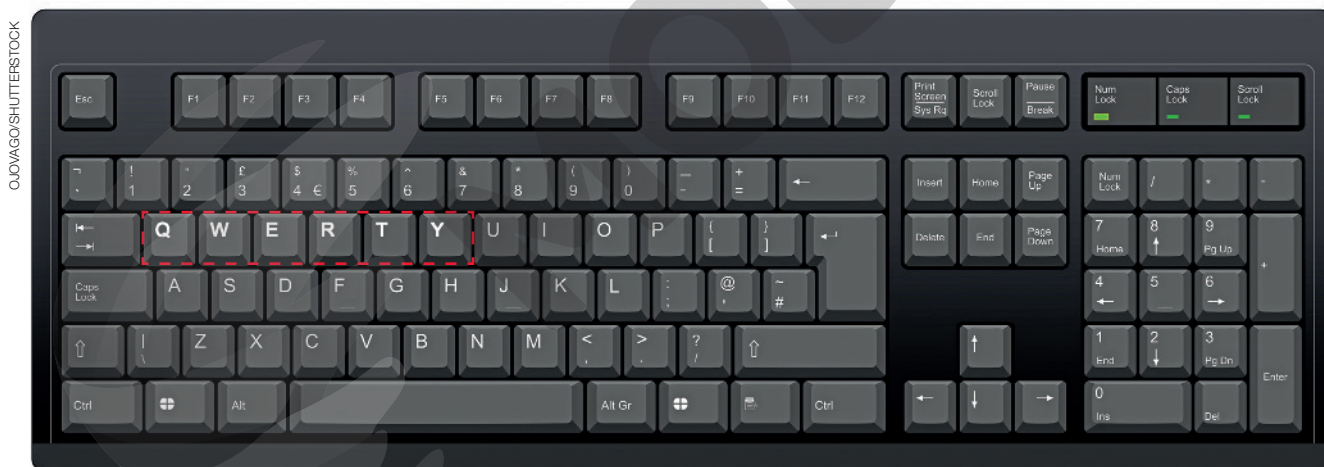 OJOVAGO/SHUTTERSTOCK
Esc F1 F2 F3 F4 F5 F6 F7 F8 F9 F10 F11 F12 Print Screen Sys Rq Scroll Lock Pause Break Num Lock Caps Lock Scroll Lock
¬ ` ! 1 " 2 £ 3 $ 4 € % 5 ^ 6 & 7 * 8 ( 9 ) 0 _ - + = ← Insert Home Page Up Num Lock / * -
Q W E R T Y U I O P { [ } ] Delete End Page Down 7 Home 8 ↑ 9 Pg Up +
Caps Lock A S D F G H J K L : ; @ ' ~ # 4 ← 5 6 →
⇧ | \ Z X C V B N M < , > . ? / ⇧ ↑ 1 End 2 ↓ 3 Pg Dn Enter
Ctrl Alt Alt Gr Ctrl ← ↓ → 0 Ins . Del